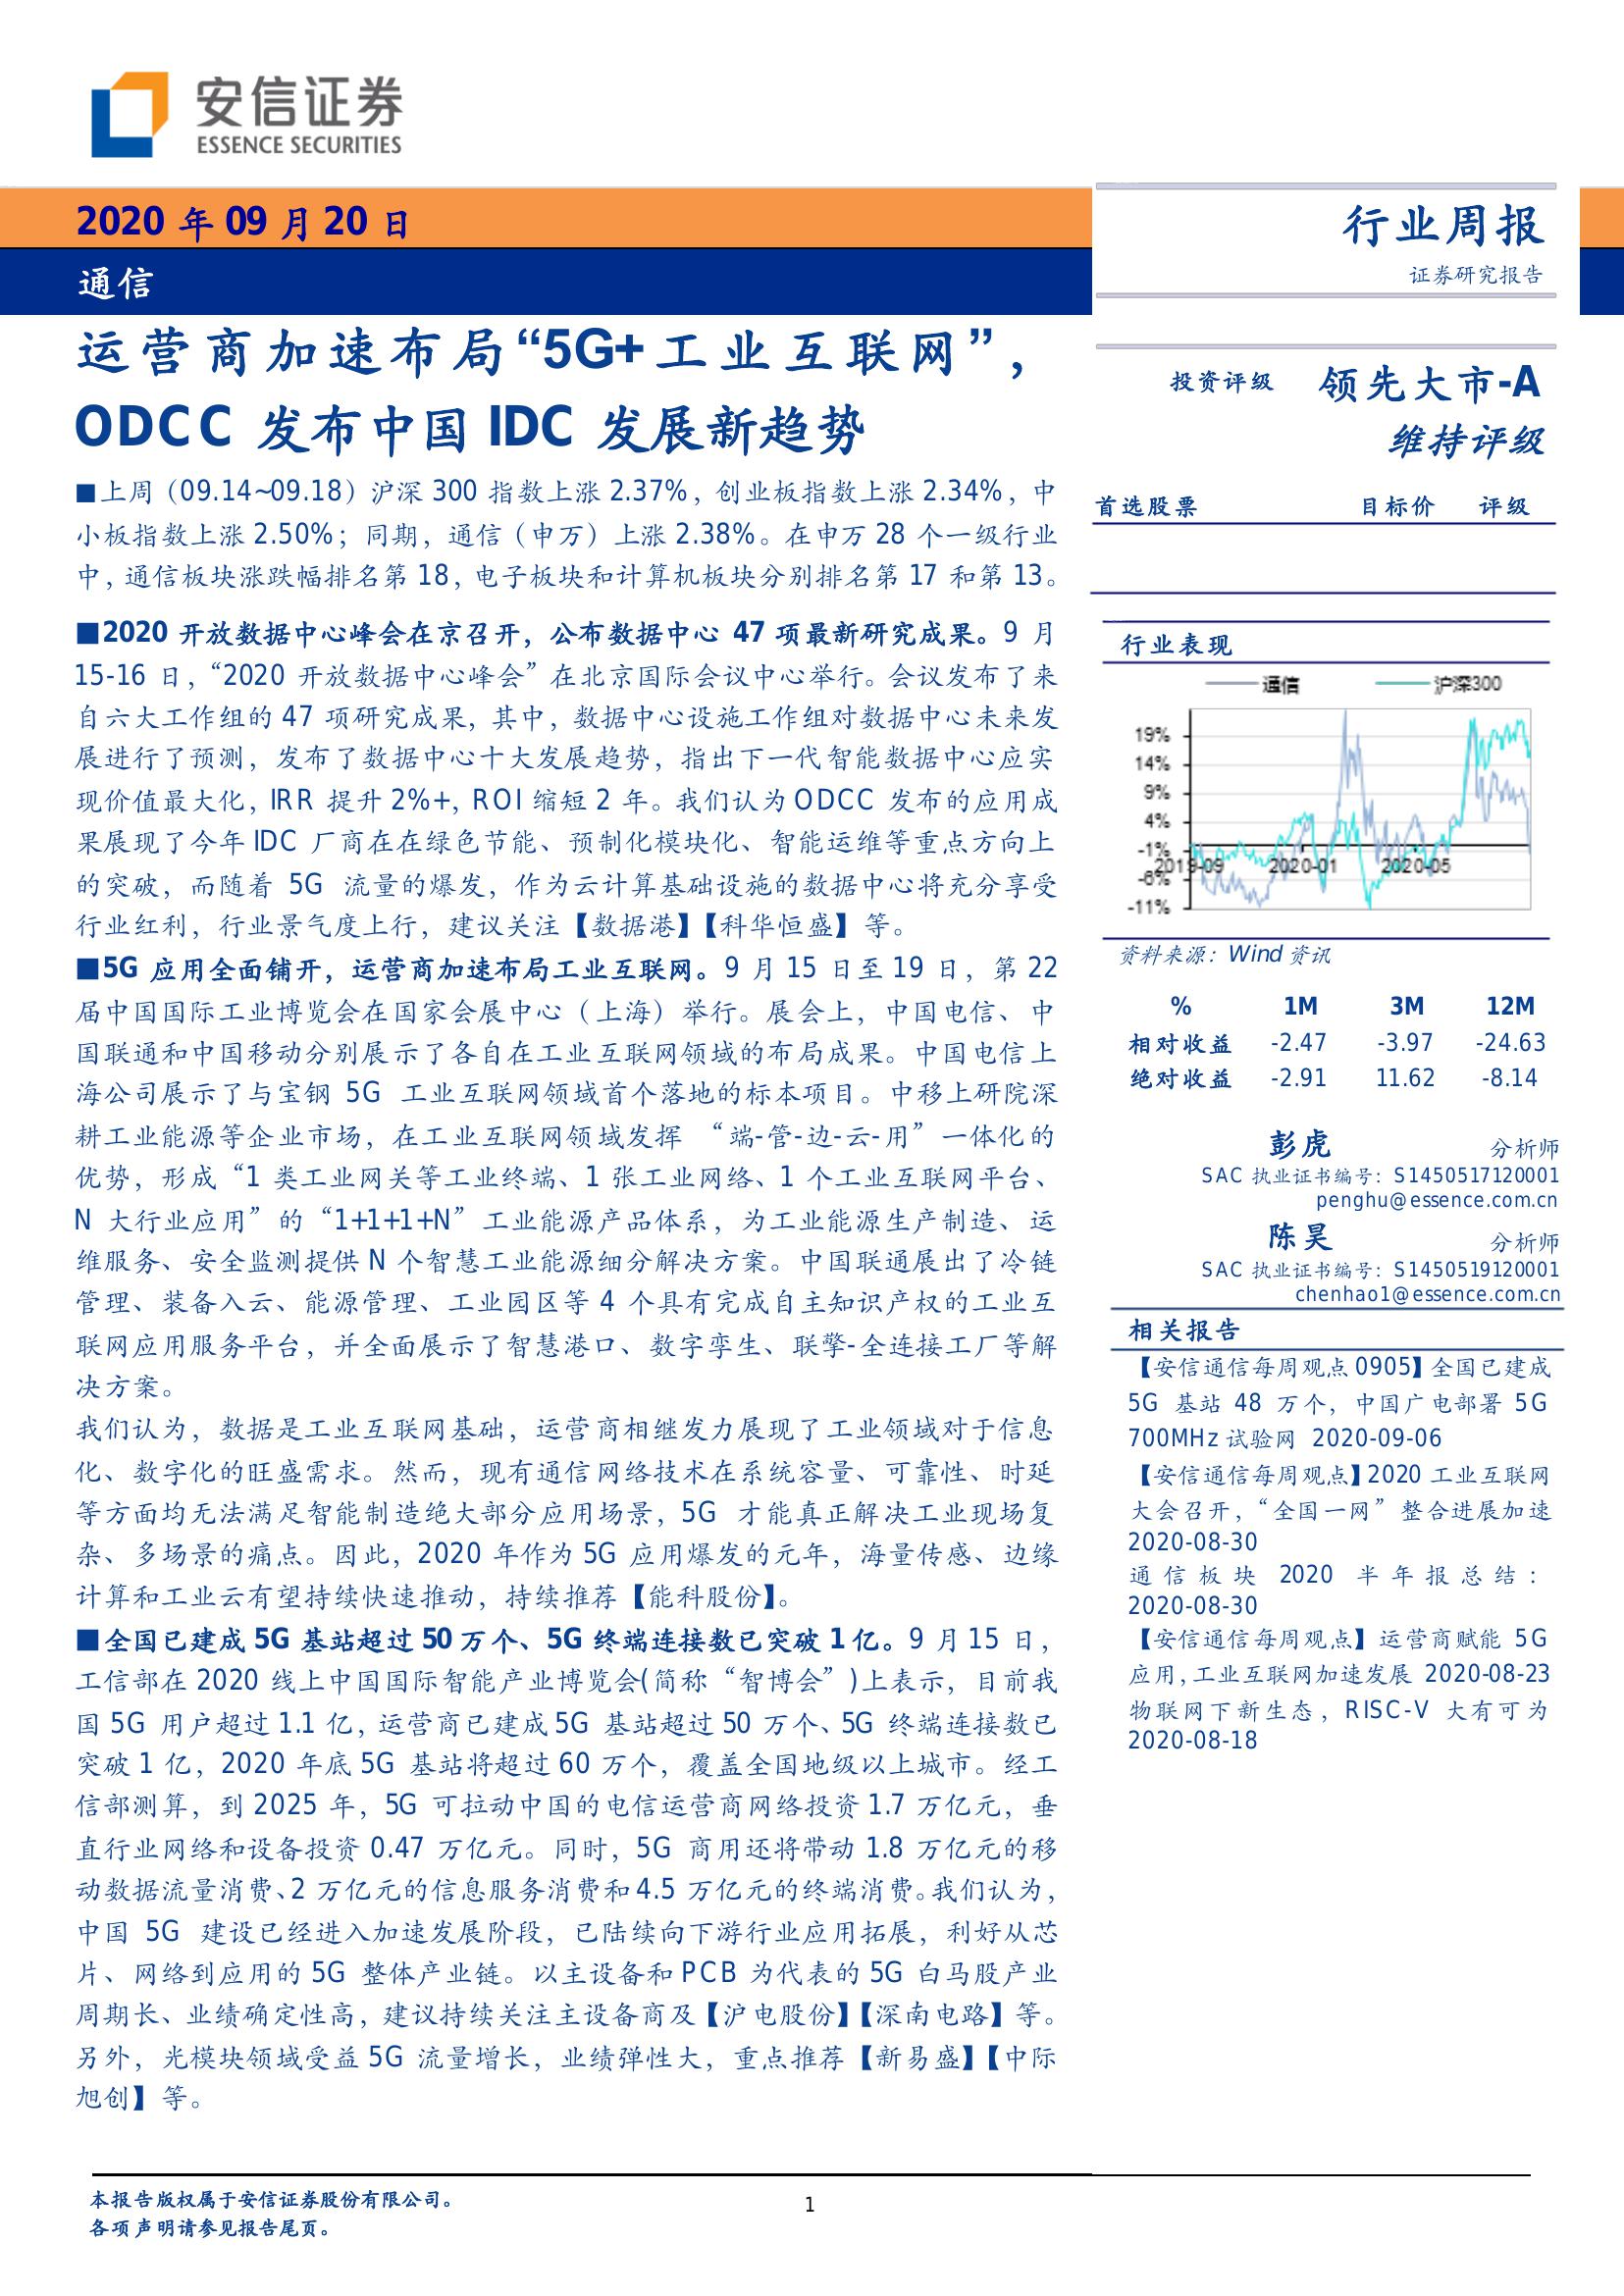 安信证券
ESSENCE SECURITIES
2020 年 09 月 20 日
通信
行业周报
证券研究报告
运营商加速布局“5G+工业互联网”，
ODCC 发布中国 IDC 发展新趋势
■上周（09.14~09.18）沪深 300 指数上涨 2.37%，创业板指数上涨 2.34%，中
小板指数上涨 2.50%；同期，通信（申万）上涨 2.38%。在申万 28 个一级行业
中，通信板块涨跌幅排名第 18，电子板块和计算机板块分别排名第 17 和第 13。
■2020 开放数据中心峰会在京召开，公布数据中心 47 项最新研究成果。9 月
15-16 日，“2020 开放数据中心峰会”在北京国际会议中心举行。会议发布了来
自六大工作组的 47 项研究成果，其中，数据中心设施工作组对数据中心未来发
展进行了预测，发布了数据中心十大发展趋势，指出下一代智能数据中心应实
现价值最大化，IRR 提升 2%+，ROI 缩短 2 年。我们认为 ODCC 发布的应用成
果展现了今年 IDC 厂商在在绿色节能、预制化模块化、智能运维等重点方向上
的突破，而随着 5G 流量的爆发，作为云计算基础设施的数据中心将充分享受
行业红利，行业景气度上行，建议关注【数据港】【科华恒盛】等。
■5G 应用全面铺开，运营商加速布局工业互联网。9 月 15 日至 19 日，第 22
届中国国际工业博览会在国家会展中心（上海）举行。展会上，中国电信、中
国联通和中国移动分别展示了各自在工业互联网领域的布局成果。中国电信上
海公司展示了与宝钢 5G 工业互联网领域首个落地的标本项目。中移上研院深
耕工业能源等企业市场，在工业互联网领域发挥 “端-管-边-云-用”一体化的
优势，形成“1 类工业网关等工业终端、1 张工业网络、1 个工业互联网平台、
N 大行业应用”的“1+1+1+N”工业能源产品体系，为工业能源生产制造、运
维服务、安全监测提供 N 个智慧工业能源细分解决方案。中国联通展出了冷链
管理、装备入云、能源管理、工业园区等 4 个具有完成自主知识产权的工业互
联网应用服务平台，并全面展示了智慧港口、数字孪生、联擎-全连接工厂等解
决方案。
我们认为，数据是工业互联网基础，运营商相继发力展现了工业领域对于信息
化、数字化的旺盛需求。然而，现有通信网络技术在系统容量、可靠性、时延
等方面均无法满足智能制造绝大部分应用场景，5G 才能真正解决工业现场复
杂、多场景的痛点。因此，2020 年作为 5G 应用爆发的元年，海量传感、边缘
计算和工业云有望持续快速推动，持续推荐【能科股份】。
■全国已建成 5G 基站超过 50 万个、5G 终端连接数已突破 1 亿。9 月 15 日，
工信部在 2020 线上中国国际智能产业博览会(简称“智博会”)上表示，目前我
国 5G 用户超过 1.1 亿，运营商已建成 5G 基站超过 50 万个、5G 终端连接数已
突破 1 亿，2020 年底 5G 基站将超过 60 万个，覆盖全国地级以上城市。经工
信部测算，到 2025 年，5G 可拉动中国的电信运营商网络投资 1.7 万亿元，垂
直行业网络和设备投资 0.47 万亿元。同时，5G 商用还将带动 1.8 万亿元的移
动数据流量消费、2 万亿元的信息服务消费和 4.5 万亿元的终端消费。我们认为，
中国 5G 建设已经进入加速发展阶段，已陆续向下游行业应用拓展，利好从芯
片、网络到应用的 5G 整体产业链。以主设备和 PCB 为代表的 5G 白马股产业
周期长、业绩确定性高，建议持续关注主设备商及【沪电股份】【深南电路】等。
另外，光模块领域受益 5G 流量增长，业绩弹性大，重点推荐【新易盛】【中际
旭创】等。
投资评级 领先大市-A
维持评级
首选股票 目标价 评级
行业表现
通信 沪深300
19%
14%
9%
4%
-1%
-6%
-11%
2019-09 2020-01 2020-05
资料来源：Wind 资讯
% 1M 3M 12M
相对收益 -2.47 -3.97 -24.63
绝对收益 -2.91 11.62 -8.14
彭虎 分析师
SAC 执业证书编号：S1450517120001
penghu@essence.com.cn
陈昊 分析师
SAC 执业证书编号：S1450519120001
chenhao1@essence.com.cn
相关报告
【安信通信每周观点 0905】全国已建成
5G 基站 48 万个，中国广电部署 5G
700MHz 试验网 2020-09-06
【安信通信每周观点】2020 工业互联网
大会召开，“全国一网”整合进展加速
2020-08-30
通信板块 2020 半年报总结：
2020-08-30
【安信通信每周观点】运营商赋能 5G
应用，工业互联网加速发展 2020-08-23
物联网下新生态，RISC-V 大有可为
2020-08-18
本报告版权属于安信证券股份有限公司。
各项声明请参见报告尾页。
1